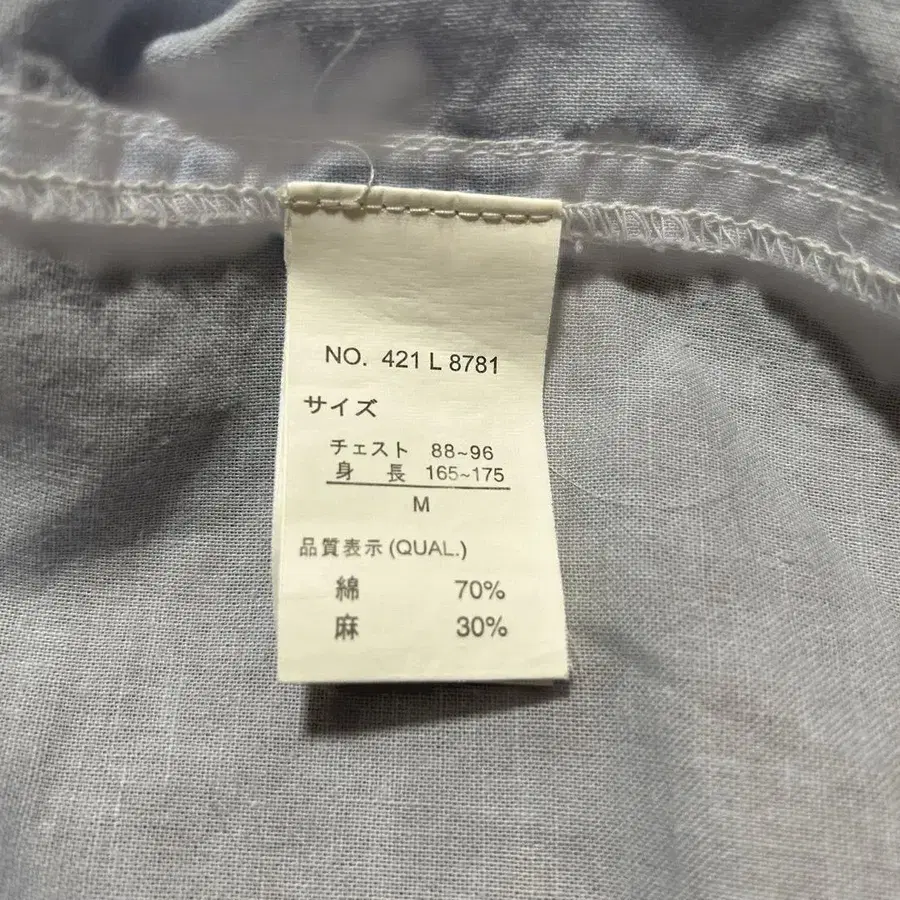 NO. 421 L 8781
サイズ
チェスト 88~96
身 長 165~175
M
品質表示 (QUAL.)
綿 70%
麻 30%